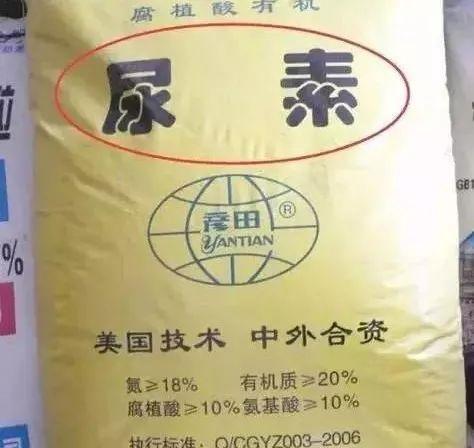 腐植酸有机
尿素
彦田®
YANTIAN
美国技术 中外合资
氮≥18% 有机质≥20%
腐植酸≥10% 氨基酸≥10%
执行标准：Q/CGYZ003-2006
粒
%
GB1